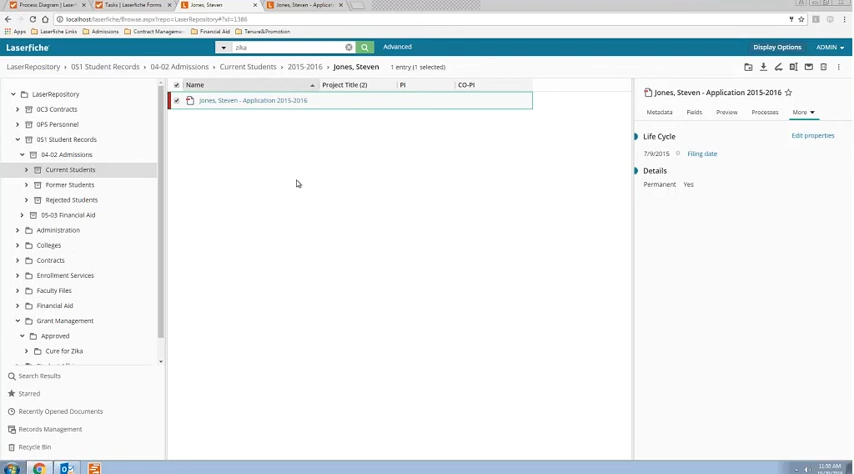 Process Diagram | Laserf
Tasks | Laserfiche Forms
Jones, Steven
Jones, Steven - Applicat
localhost/laserfiche/Browse.aspx?repo=LaserRepository#?id=1386
Apps
Laserfiche Links
Admissions
Contract Managemen
Financial Aid
Tenure&Promotion
Laserfiche
zika
Advanced
Display Options
ADMIN
LaserRepository > 0S1 Student Records > 04-02 Admissions > Current Students > 2015-2016 > Jones, Steven
1 entry (1 selected)
LaserRepository
0C3 Contracts
0P5 Personnel
0S1 Student Records
04-02 Admissions
Current Students
Former Students
Rejected Students
05-03 Financial Aid
Administration
Colleges
Contracts
Enrollment Services
Faculty Files
Financial Aid
Grant Management
Approved
Cure for Zika
Search Results
Starred
Recently Opened Documents
Records Management
Recycle Bin
Name
Project Title (2)
PI
CO-PI
Jones, Steven - Application 2015-2016
Jones, Steven - Application 2015-2016
Metadata
Fields
Preview
Processes
More
Life Cycle
Edit properties
7/9/2015
Filing date
Details
Permanent Yes